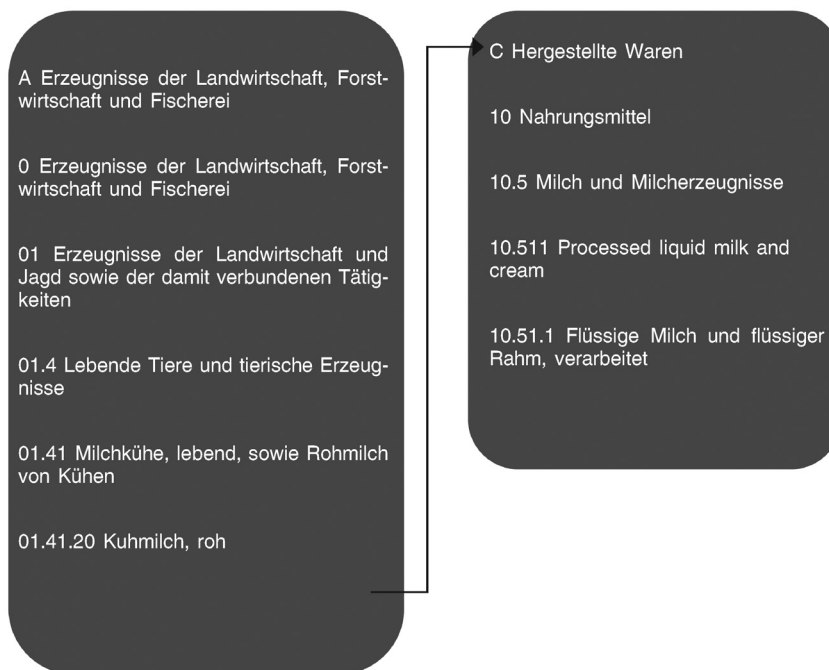 A Erzeugnisse der Landwirtschaft, Forst-
wirtschaft und Fischerei
0 Erzeugnisse der Landwirtschaft, Forst-
wirtschaft und Fischerei
01 Erzeugnisse der Landwirtschaft und
Jagd sowie der damit verbundenen Tätig-
keiten
01.4 Lebende Tiere und tierische Erzeug-
nisse
01.41 Milchkühe, lebend, sowie Rohmilch
von Kühen
01.41.20 Kuhmilch, roh
C Hergestellte Waren
10 Nahrungsmittel
10.5 Milch und Milcherzeugnisse
10.511 Processed liquid milk and
cream
10.51.1 Flüssige Milch und flüssiger
Rahm, verarbeitet